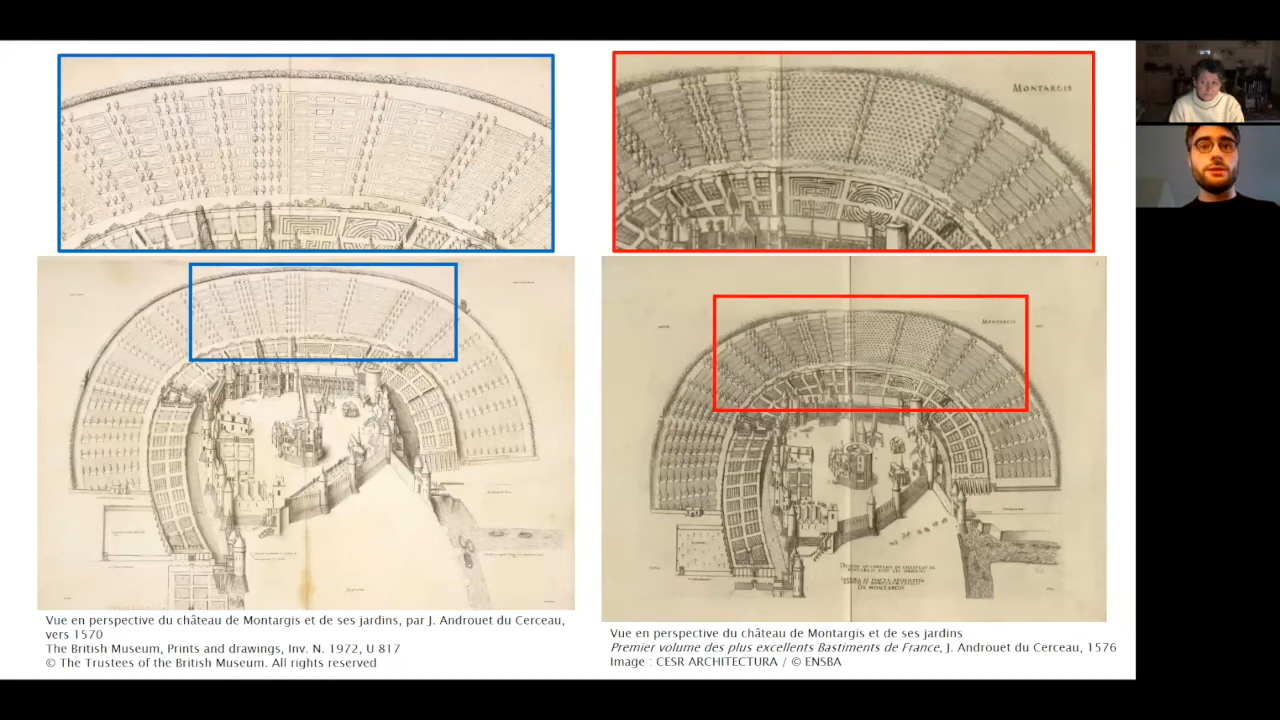 MONTARGIS
MONTARGIS
Vue en perspective du château de Montargis et de ses jardins, par J. Androuet du Cerceau,
vers 1570
The British Museum, Prints and drawings, Inv. N. 1972, U 817
© The Trustees of the British Museum. All rights reserved
Vue en perspective du château de Montargis et de ses jardins
Premier volume des plus excellents Bastiments de France, J. Androuet du Cerceau, 1576
Image : CESR ARCHITECTURA / © ENSBA